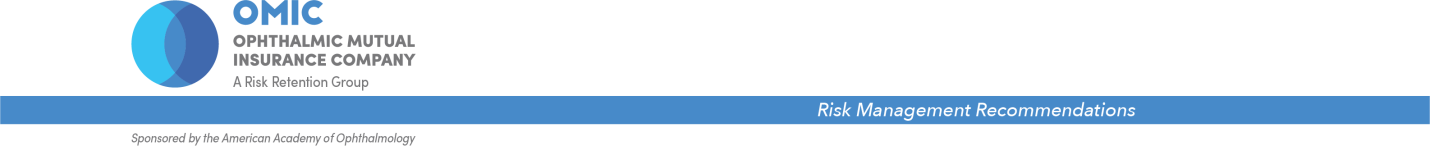 OMIC
OPHTHALMIC MUTUAL
INSURANCE COMPANY
A Risk Retention Group
Risk Management Recommendations
Sponsored by the American Academy of Ophthalmology